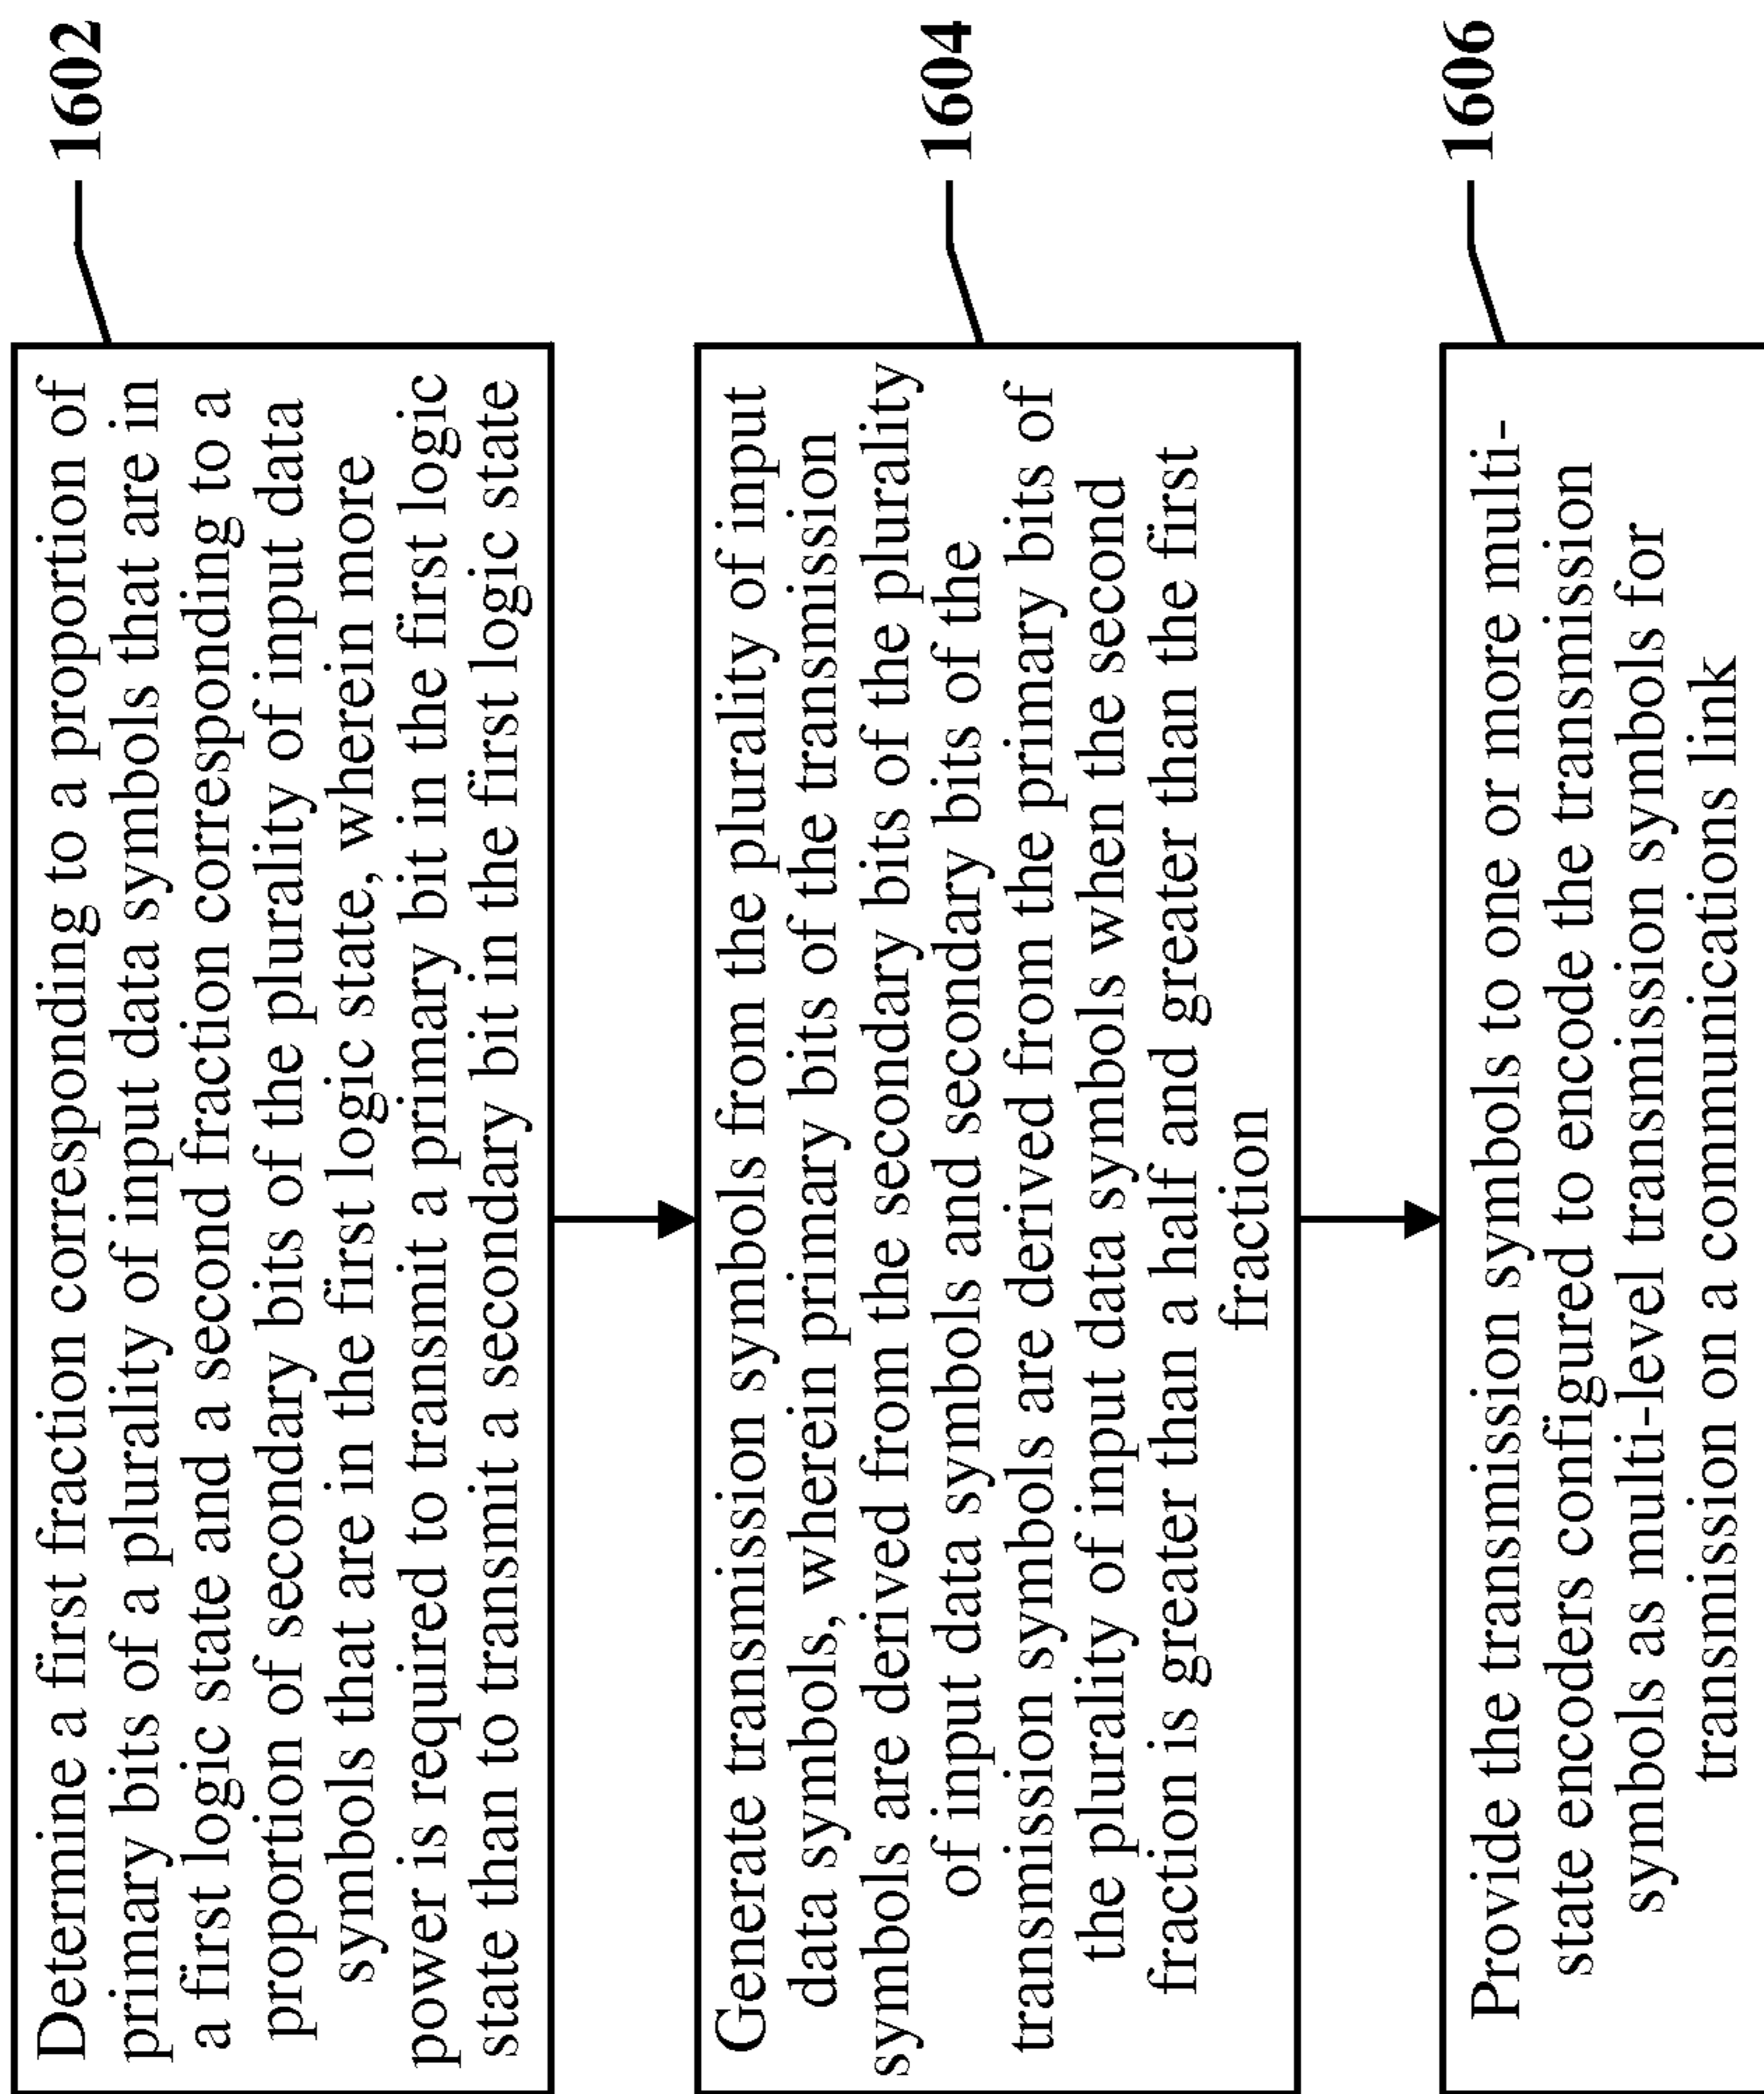 Determine a first fraction corresponding to a proportion of
primary bits of a plurality of input data symbols that are in
a first logic state and a second fraction corresponding to a
proportion of secondary bits of the plurality of input data
symbols that are in the first logic state, wherein more
power is required to transmit a primary bit in the first logic
state than to transmit a secondary bit in the first logic state
1602
Generate transmission symbols from the plurality of input
data symbols, wherein primary bits of the transmission
symbols are derived from the secondary bits of the plurality
of input data symbols and secondary bits of the
transmission symbols are derived from the primary bits of
the plurality of input data symbols when the second
fraction is greater than a half and greater than the first
fraction
1604
Provide the transmission symbols to one or more multi-
state encoders configured to encode the transmission
symbols as multi-level transmission symbols for
transmission on a communications link
1606